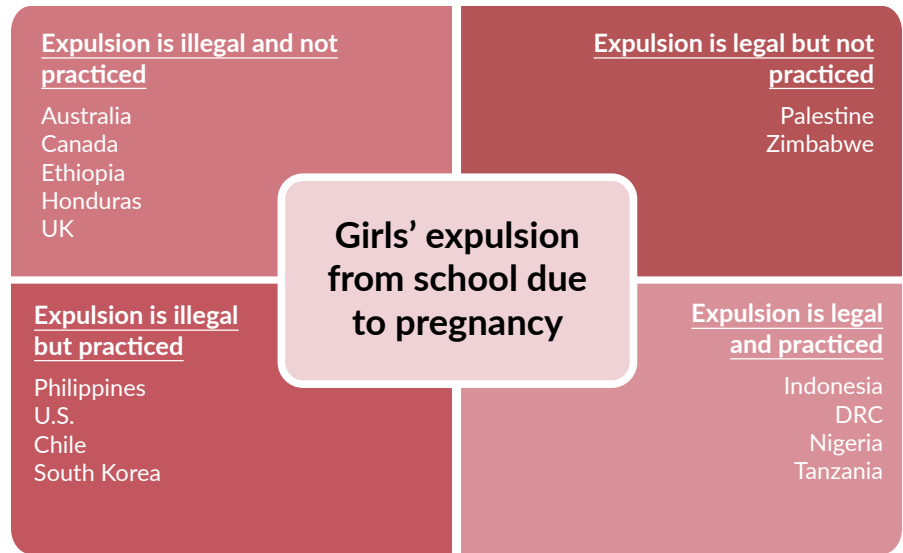 Expulsion is illegal and not
practiced
Australia
Canada
Ethiopia
Honduras
UK
Expulsion is legal but not
practiced
Palestine
Zimbabwe
Girls’ expulsion
from school due
to pregnancy
Expulsion is illegal
but practiced
Philippines
U.S.
Chile
South Korea
Expulsion is legal
and practiced
Indonesia
DRC
Nigeria
Tanzania